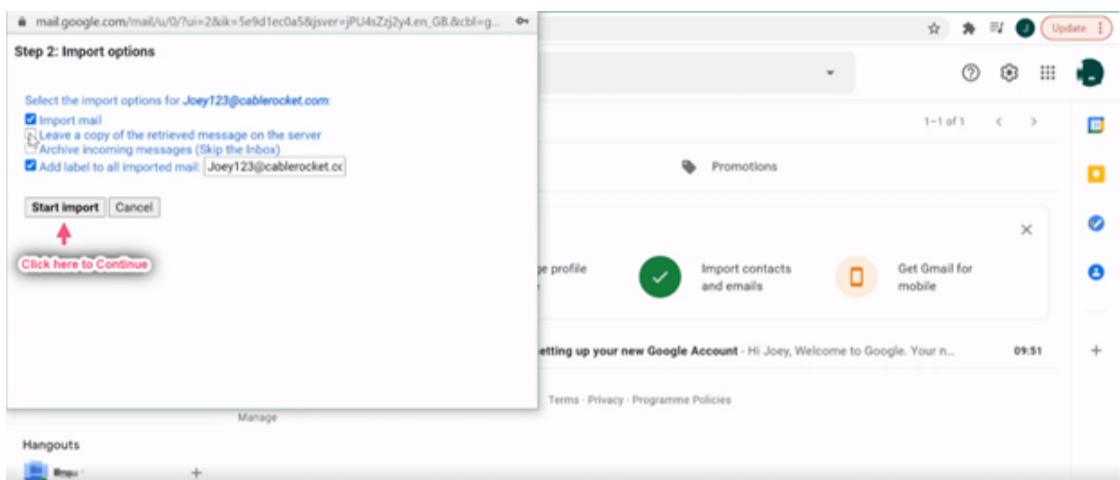 mail.google.com/mail/u/0/?ui=2&ik=5e9d1ec0a5&jsver=jPU4sZzj2y4.en_GB.&cbl=g...
Update
Step 2: Import options
Select the import options for Joey123@cablerocket.com:
Import mail
Leave a copy of the retrieved message on the server
Archive incoming messages (Skip the Inbox)
Add label to all imported mail: Joey123@cablerocket.cc
Start import Cancel
Click here to Continue
1–1 of 1
Promotions
ge profile
Import contacts
and emails
Get Gmail for
mobile
etting up your new Google Account - Hi Joey, Welcome to Google. Your n... 09:51
Terms · Privacy · Programme Policies
Manage
Hangouts